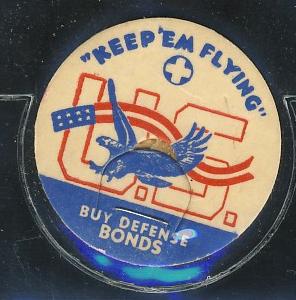 "KEEP 'EM FLYING"
U.S.
BUY DEFENSE
BONDS